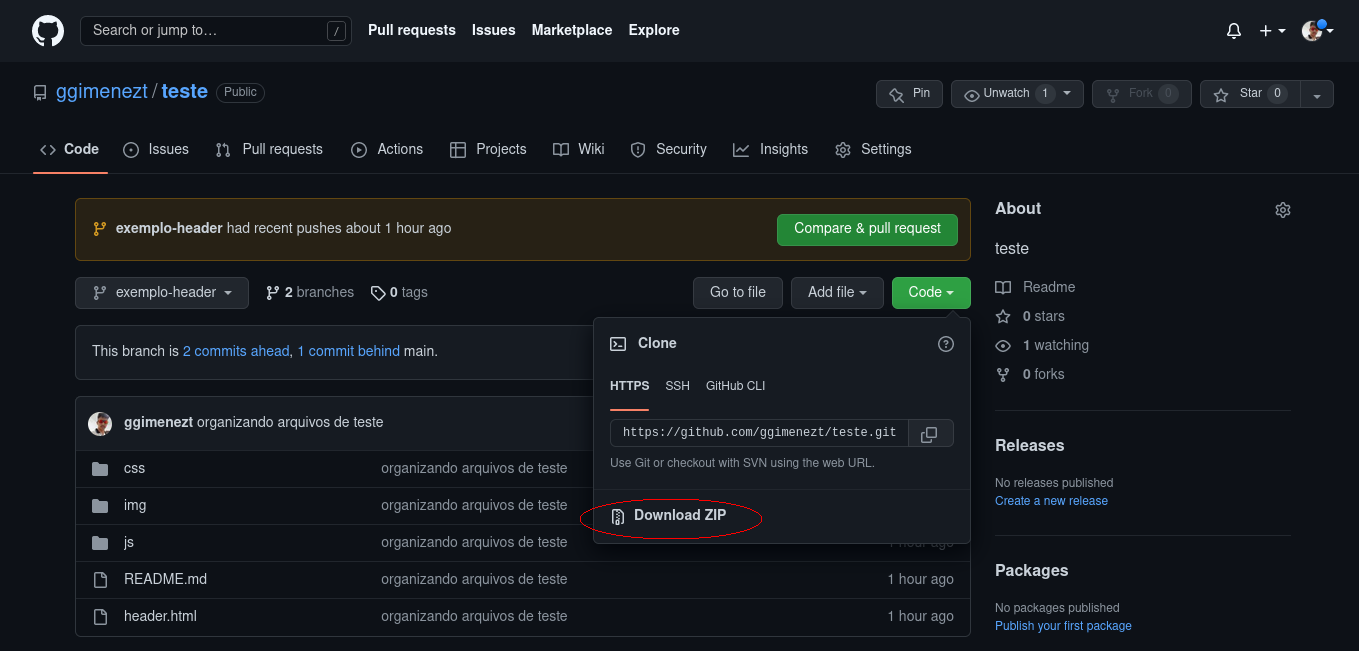 Search or jump to… /
Pull requests Issues Marketplace Explore
ggimenezt / teste Public
Pin Unwatch 1 Fork 0 Star 0
Code Issues Pull requests Actions Projects Wiki Security Insights Settings
exemplo-header had recent pushes about 1 hour ago
Compare & pull request
exemplo-header 2 branches 0 tags
Go to file Add file Code
This branch is 2 commits ahead, 1 commit behind main.
Clone
HTTPS SSH GitHub CLI
https://github.com/ggimenezt/teste.git
Use Git or checkout with SVN using the web URL.
Download ZIP
ggimenezt organizando arquivos de teste
css organizando arquivos de teste
img organizando arquivos de teste
js organizando arquivos de teste 1 hour ago
README.md organizando arquivos de teste 1 hour ago
header.html organizando arquivos de teste 1 hour ago
About
teste
Readme
0 stars
1 watching
0 forks
Releases
No releases published
Create a new release
Packages
No packages published
Publish your first package